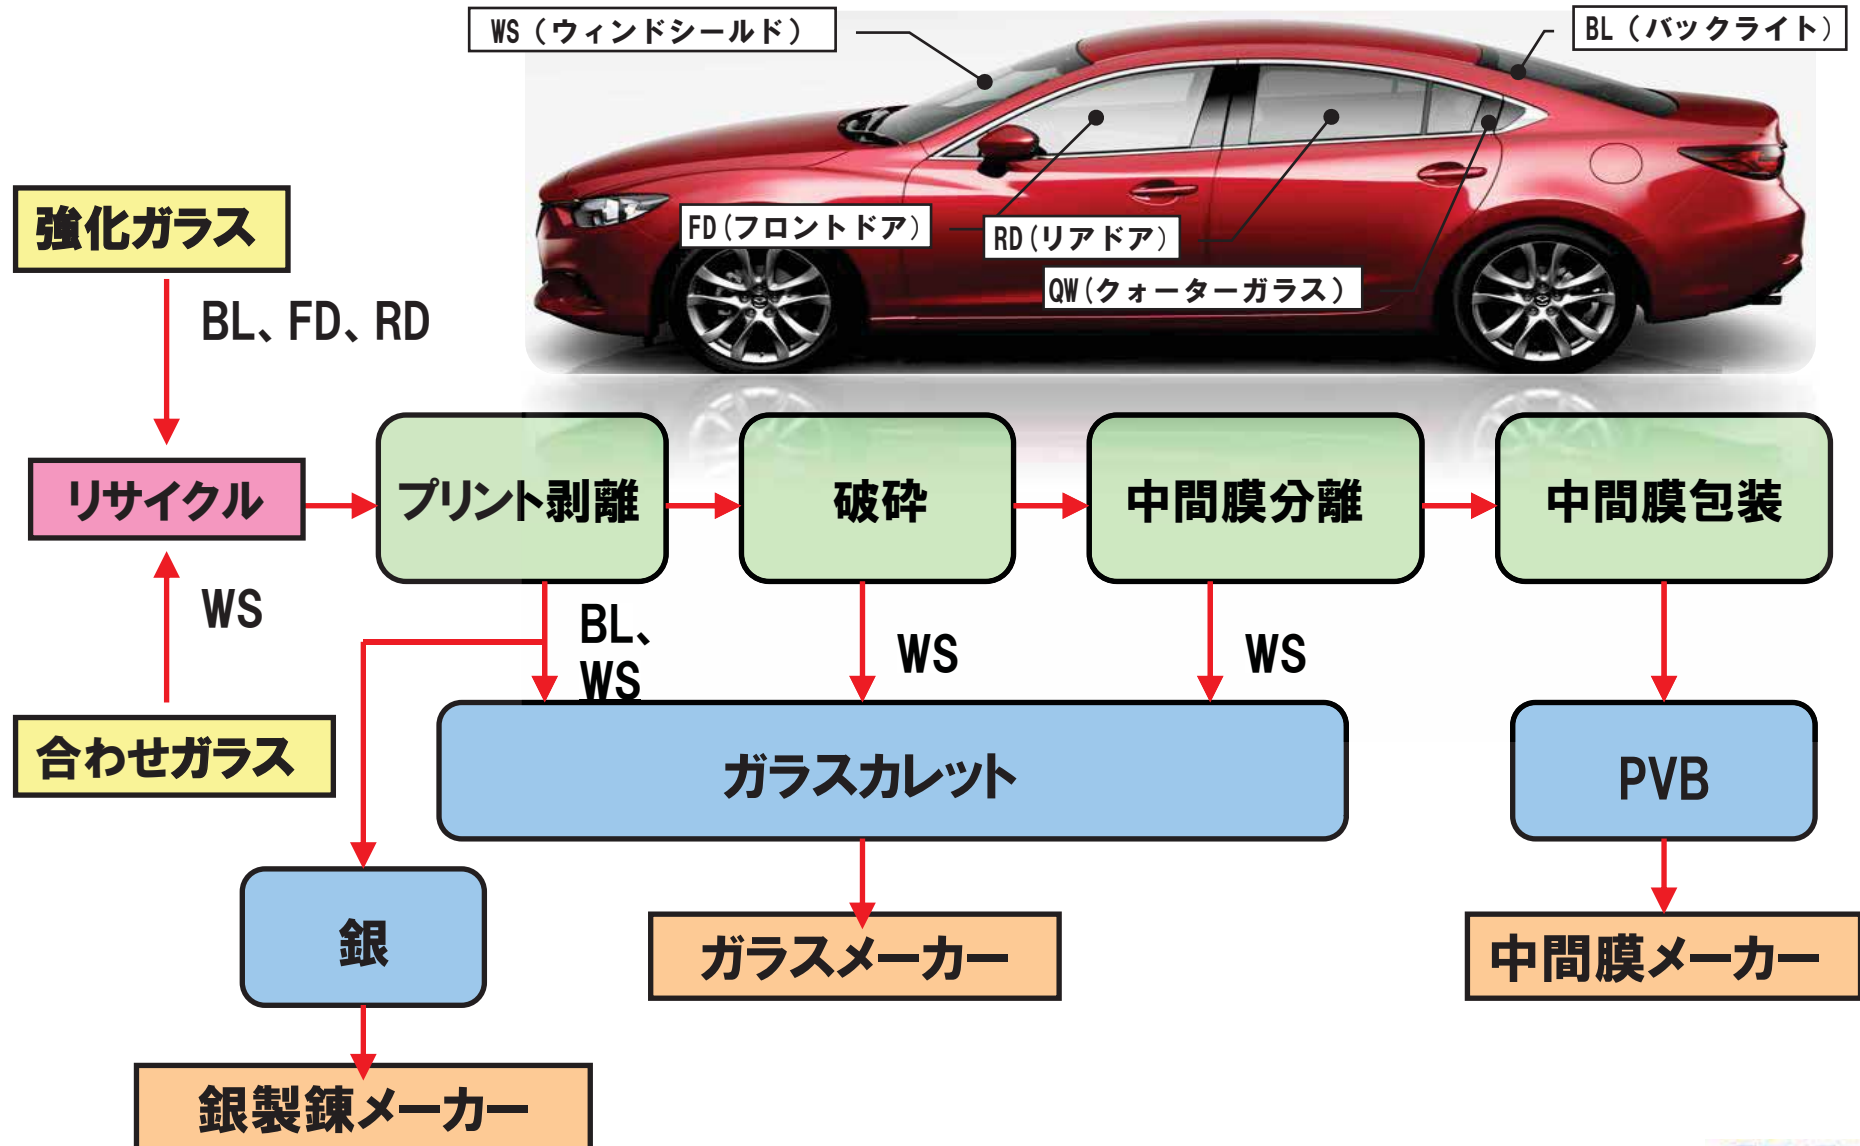 WS（ウィンドシールド）
BL（バックライト）
FD(フロントドア)
RD(リアドア)
QW(クォーターガラス)
強化ガラス
BL、FD、RD
リサイクル
プリント剥離
破砕
中間膜分離
中間膜包装
WS
BL、
WS
WS
WS
合わせガラス
ガラスカレット
PVB
銀
ガラスメーカー
中間膜メーカー
銀製錬メーカー